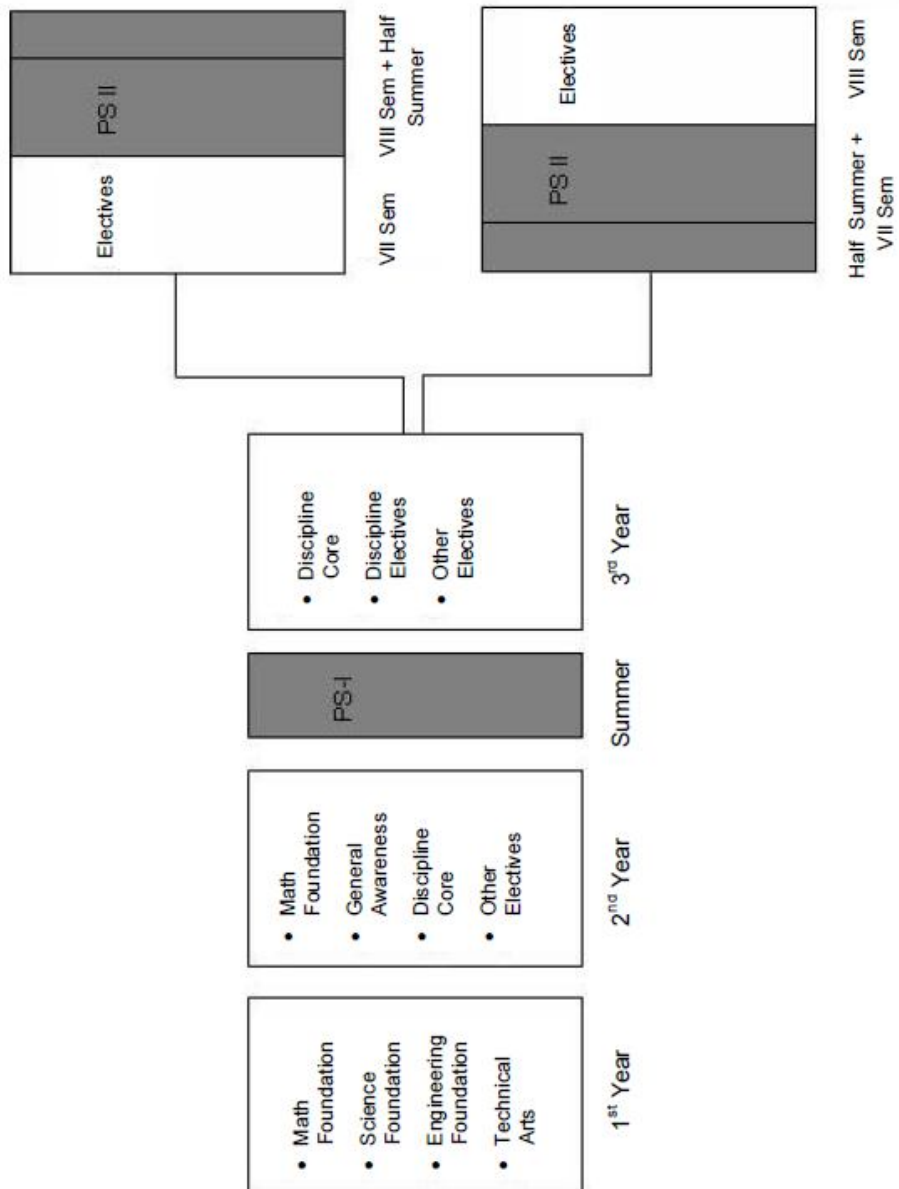 • Math
Foundation
• Science
Foundation
• Engineering
Foundation
• Technical
Arts
1st Year
• Math
Foundation
• General
Awareness
• Discipline
Core
• Other
Electives
2nd Year
PS-I
Summer
• Discipline
Core
• Discipline
Electives
• Other
Electives
3rd Year
Electives
PS II
VII Sem
VIII Sem + Half
Summer
PS II
Electives
Half Summer +
VII Sem
VIII Sem